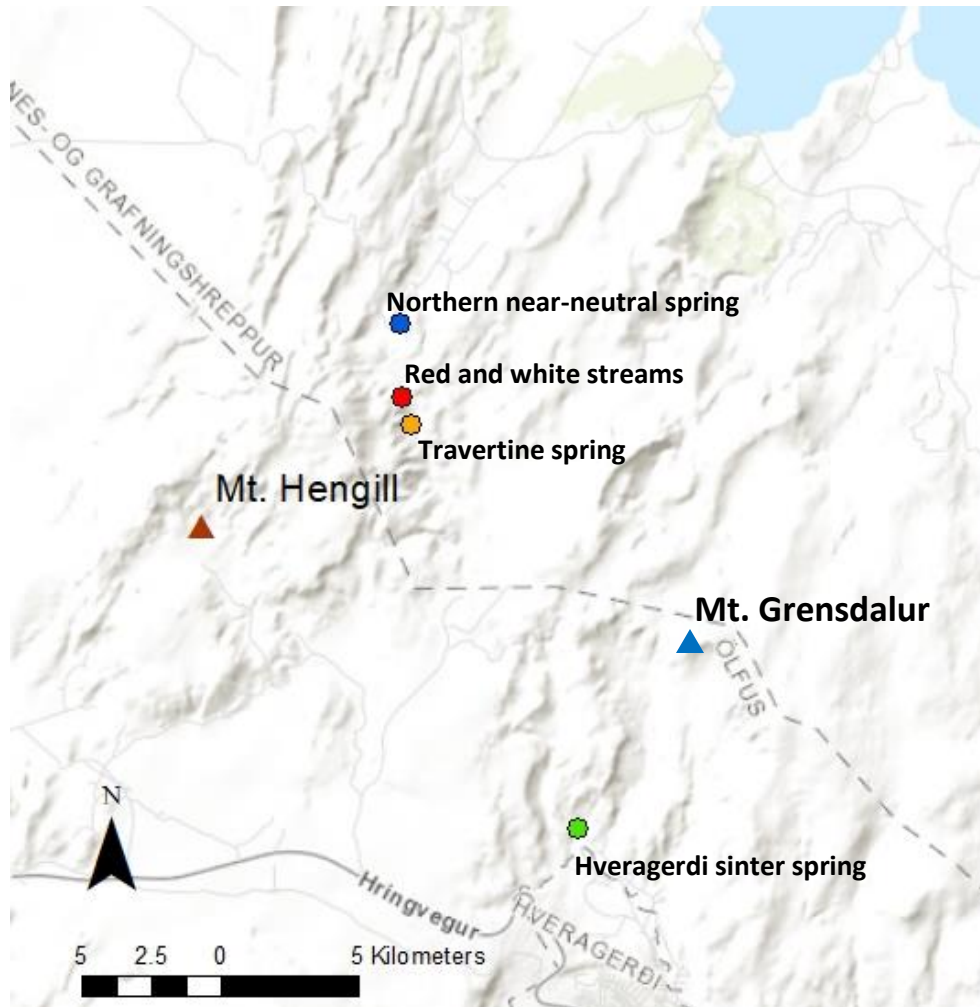 NES- OG GRAFNINGSHREPPUR
Northern near-neutral spring
Red and white streams
Travertine spring
Mt. Hengill
Mt. Grensdalur
ÖLFUS
N
Hveragerdi sinter spring
Hringvegur
HVERAGERÐI
5 2.5 0 5 Kilometers